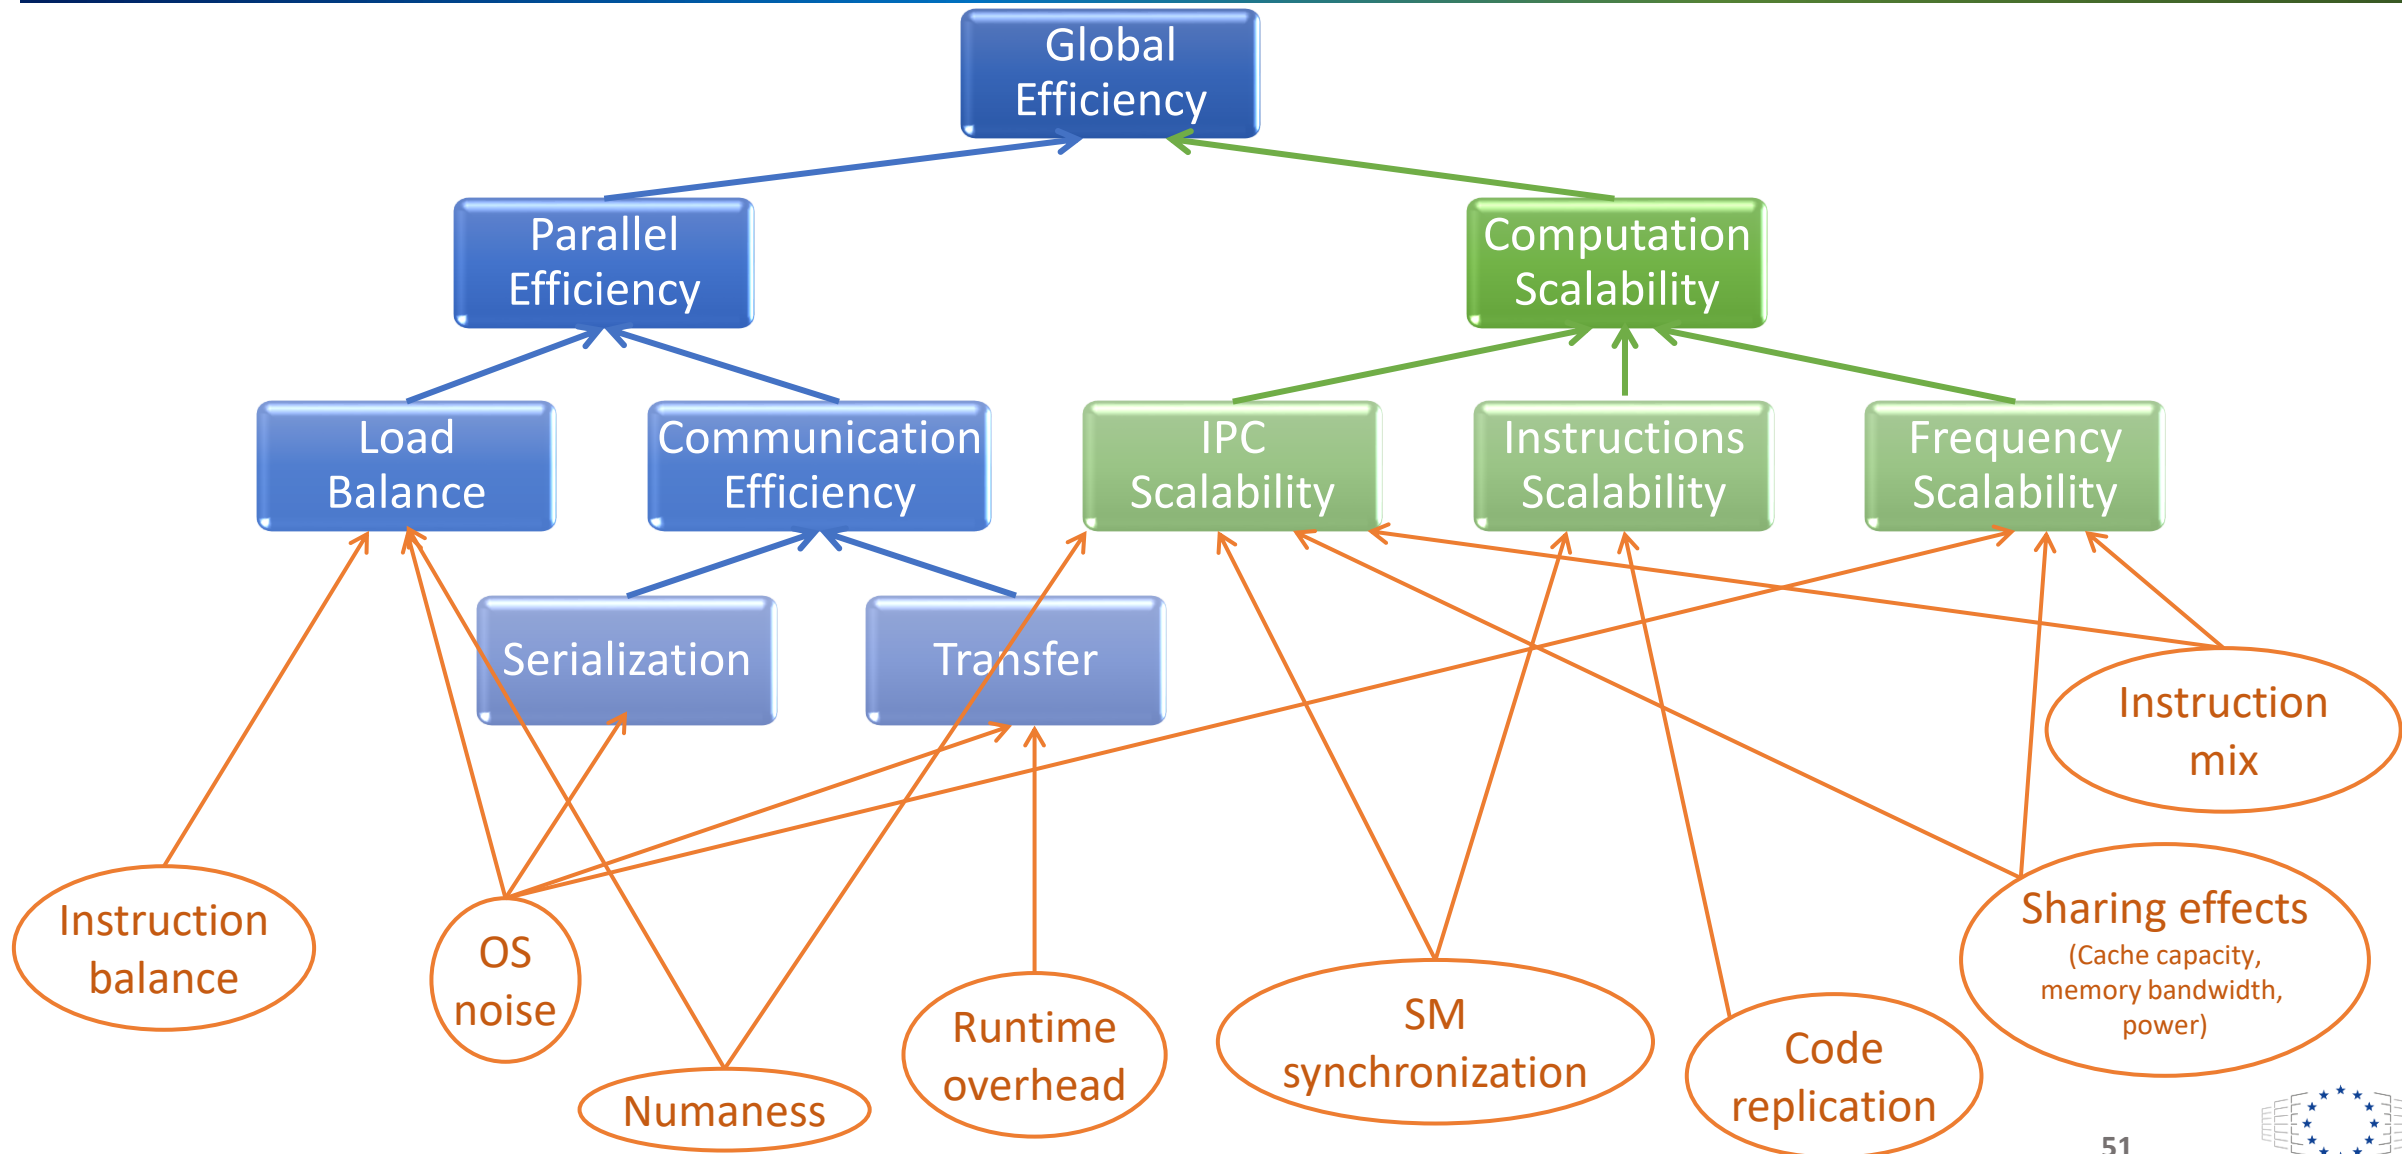 Global
Efficiency
Parallel
Efficiency
Computation
Scalability
Load
Balance
Communication
Efficiency
IPC
Scalability
Instructions
Scalability
Frequency
Scalability
Serialization
Transfer
Instruction
mix
Instruction
balance
OS
noise
Numaness
Runtime
overhead
SM
synchronization
Code
replication
Sharing effects
(Cache capacity,
memory bandwidth,
power)
51